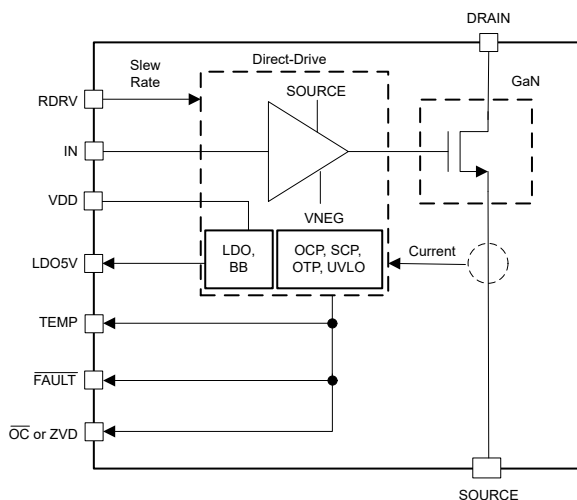 DRAIN
Slew
Rate
Direct-Drive
GaN
RDRV
SOURCE
IN
VDD
VNEG
LDO,
BB
OCP, SCP,
OTP, UVLO
Current
LDO5V
TEMP
FAULT
OC or ZVD
SOURCE